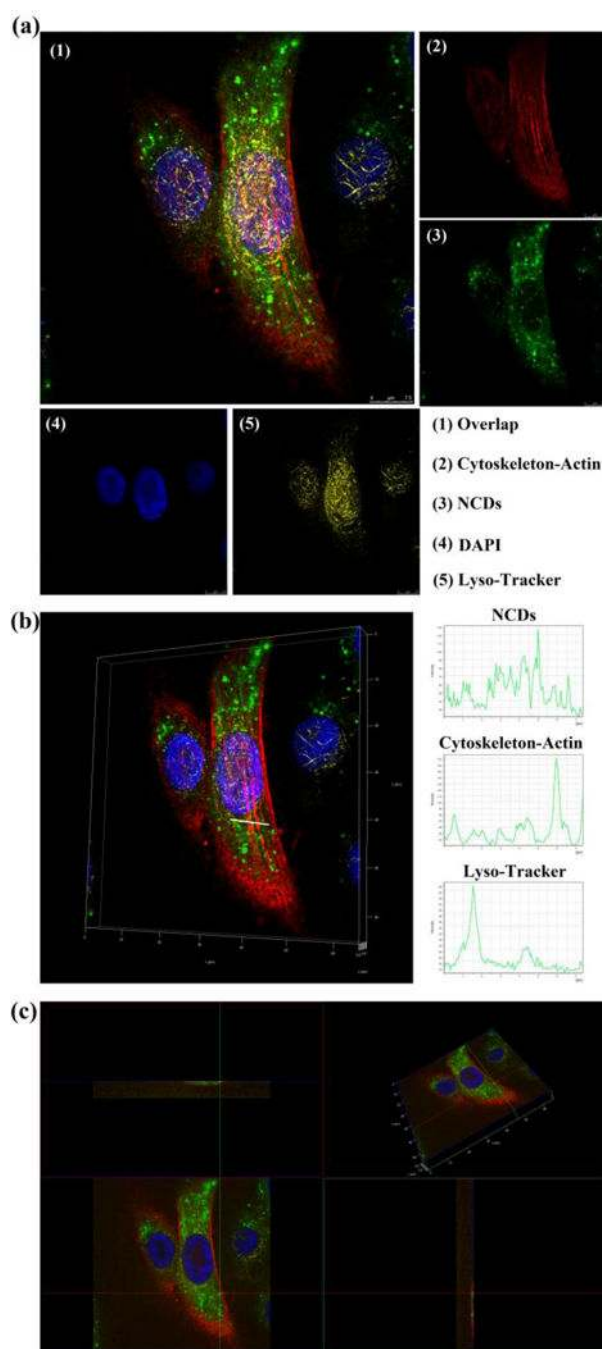 (a)
(1)
(2)
(3)
(4)
(5)
(1) Overlap
(2) Cytoskeleton-Actin
(3) NCDs
(4) DAPI
(5) Lyso-Tracker
(b)
NCDs
Cytoskeleton-Actin
Lyso-Tracker
(c)